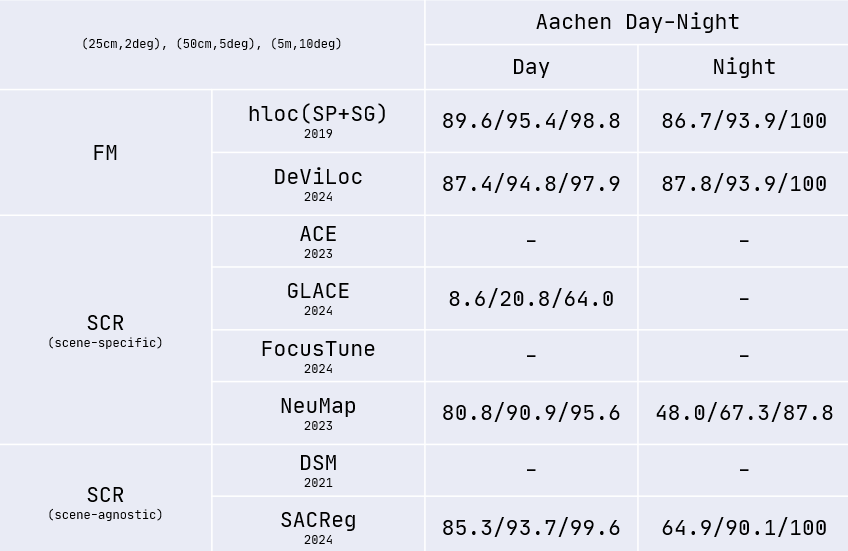 (25cm,2deg), (50cm,5deg), (5m,10deg)
Aachen Day-Night
Day
Night
FM
hloc(SP+SG)
2019
89.6/95.4/98.8
86.7/93.9/100
DeViLoc
2024
87.4/94.8/97.9
87.8/93.9/100
SCR
(scene-specific)
ACE
2023
-
-
GLACE
2024
8.6/20.8/64.0
-
FocusTune
2024
-
-
NeuMap
2023
80.8/90.9/95.6
48.0/67.3/87.8
SCR
(scene-agnostic)
DSM
2021
-
-
SACReg
2024
85.3/93.7/99.6
64.9/90.1/100